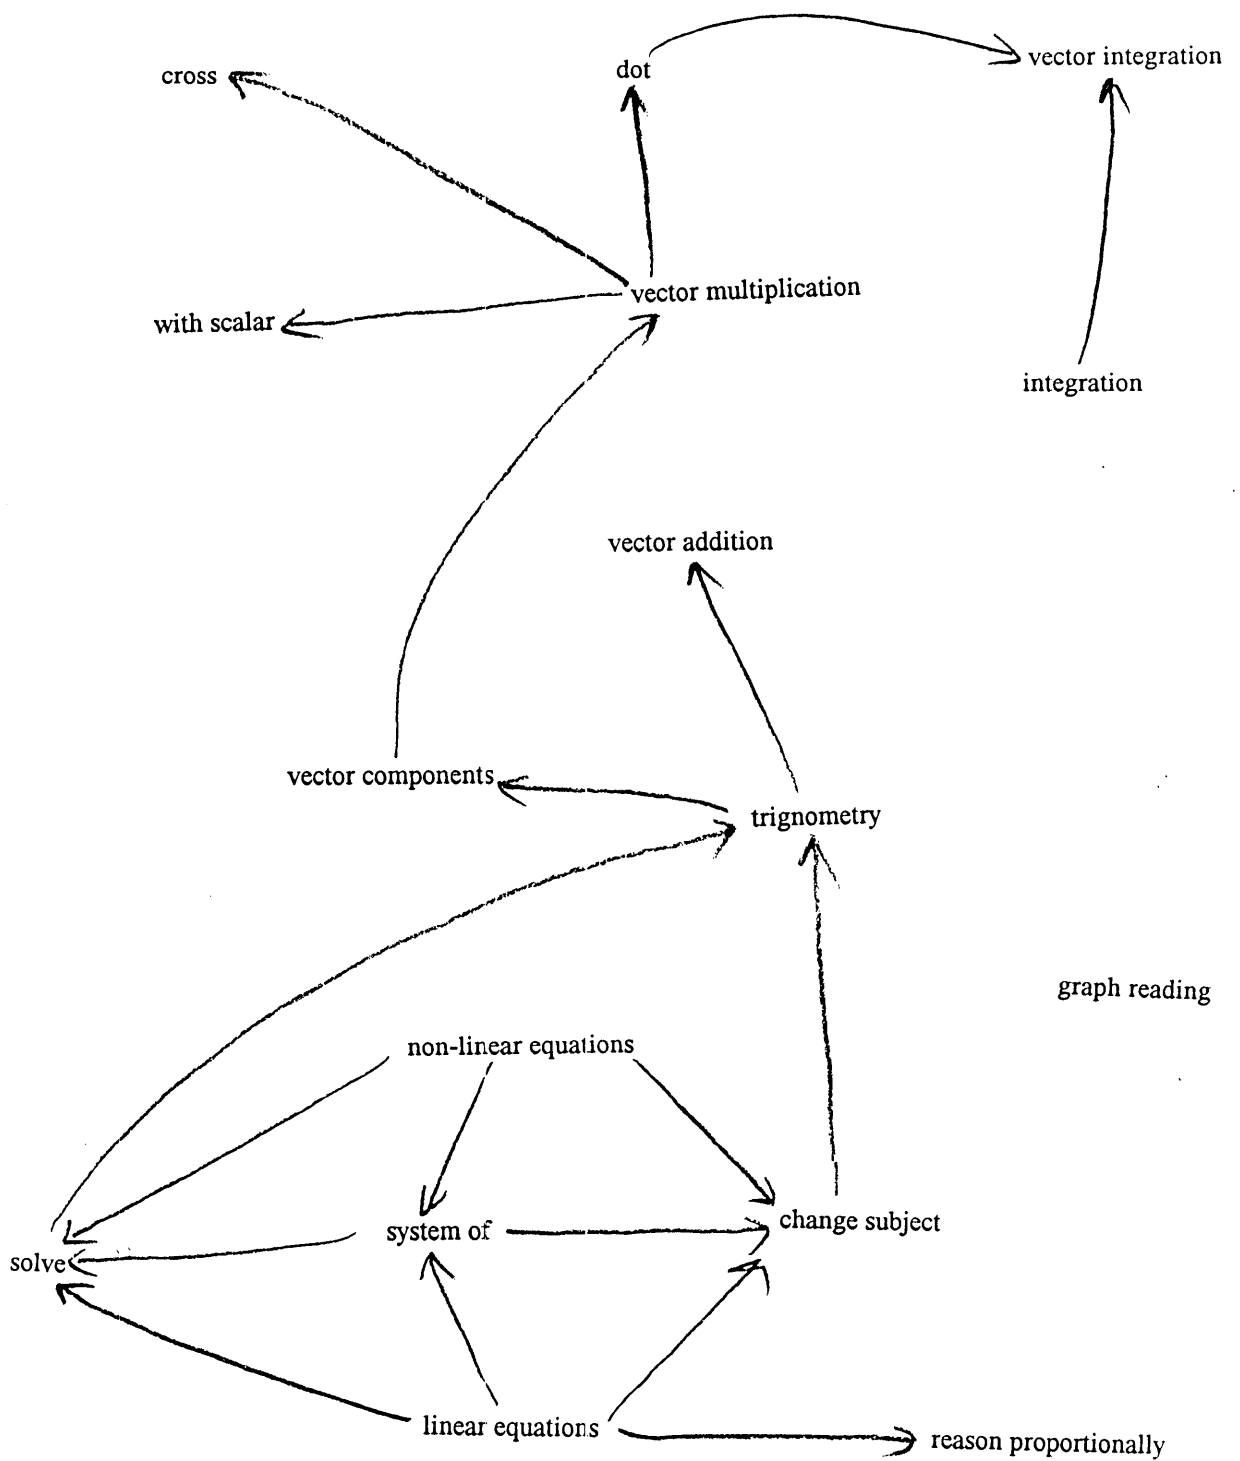 vector integration
dot
cross
vector multiplication
with scalar
integration
vector addition
vector components
trignometry
graph reading
non-linear equations
change subject
system of
solve
linear equations
reason proportionally